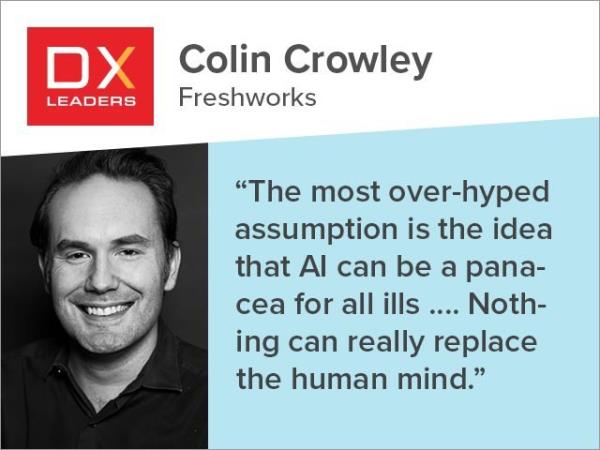 DX
LEADERS
Colin Crowley
Freshworks
“The most over-hyped
assumption is the idea
that AI can be a pana-
cea for all ills .... Noth-
ing can really replace
the human mind.”